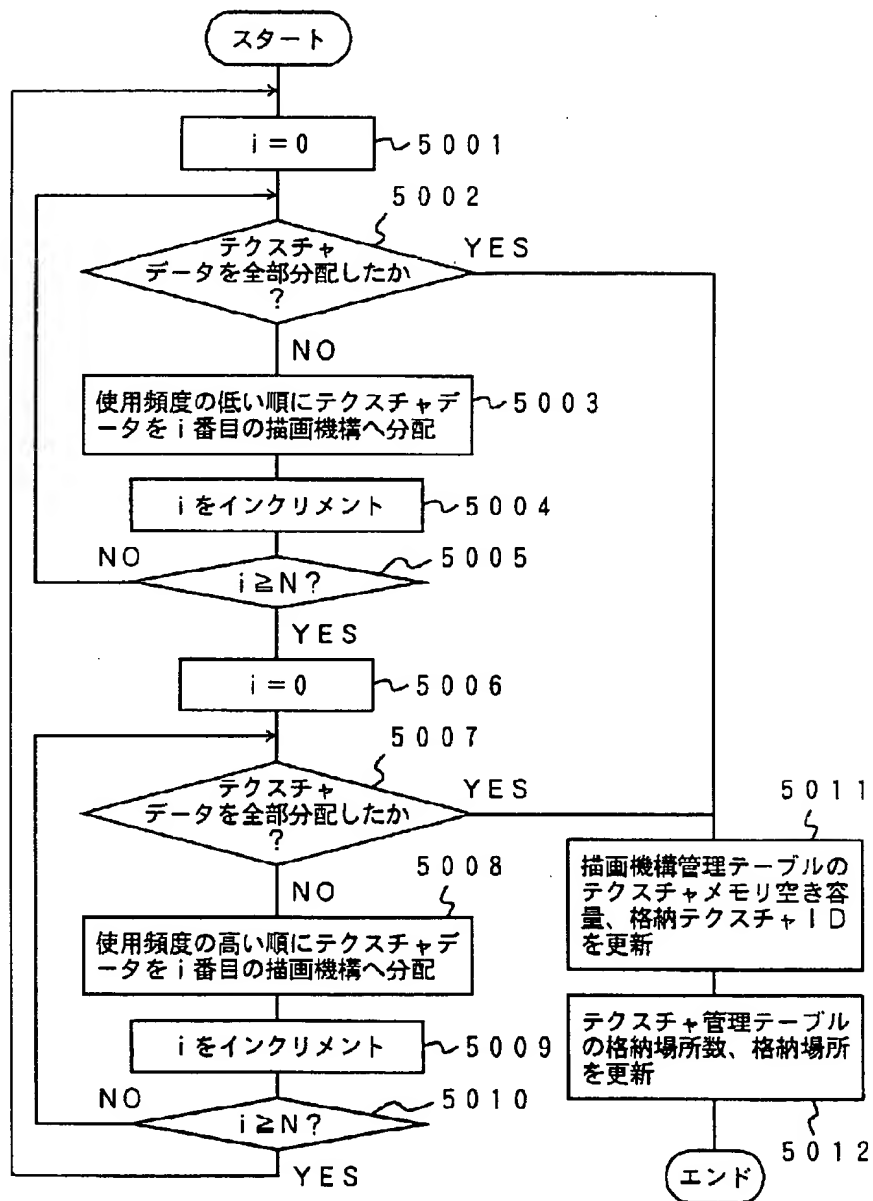 スタート
i=0
5001
5002
テクスチャ
データを全部分配したか
?
YES
NO
使用頻度の低い順にテクスチャデ
ータをi番目の描画機構へ分配
5003
iをインクリメント
5004
NO
5005
i≧N?
YES
i=0
5006
5007
テクスチャ
データを全部分配したか
?
YES
NO
5008
使用頻度の高い順にテクスチャデ
ータをi番目の描画機構へ分配
iをインクリメント
5009
NO
5010
i≧N?
YES
5011
描画機構管理テーブルの
テクスチャメモリ空き容
量、格納テクスチャID
を更新
テクスチャ管理テーブル
の格納場所数、格納場所
を更新
5012
エンド